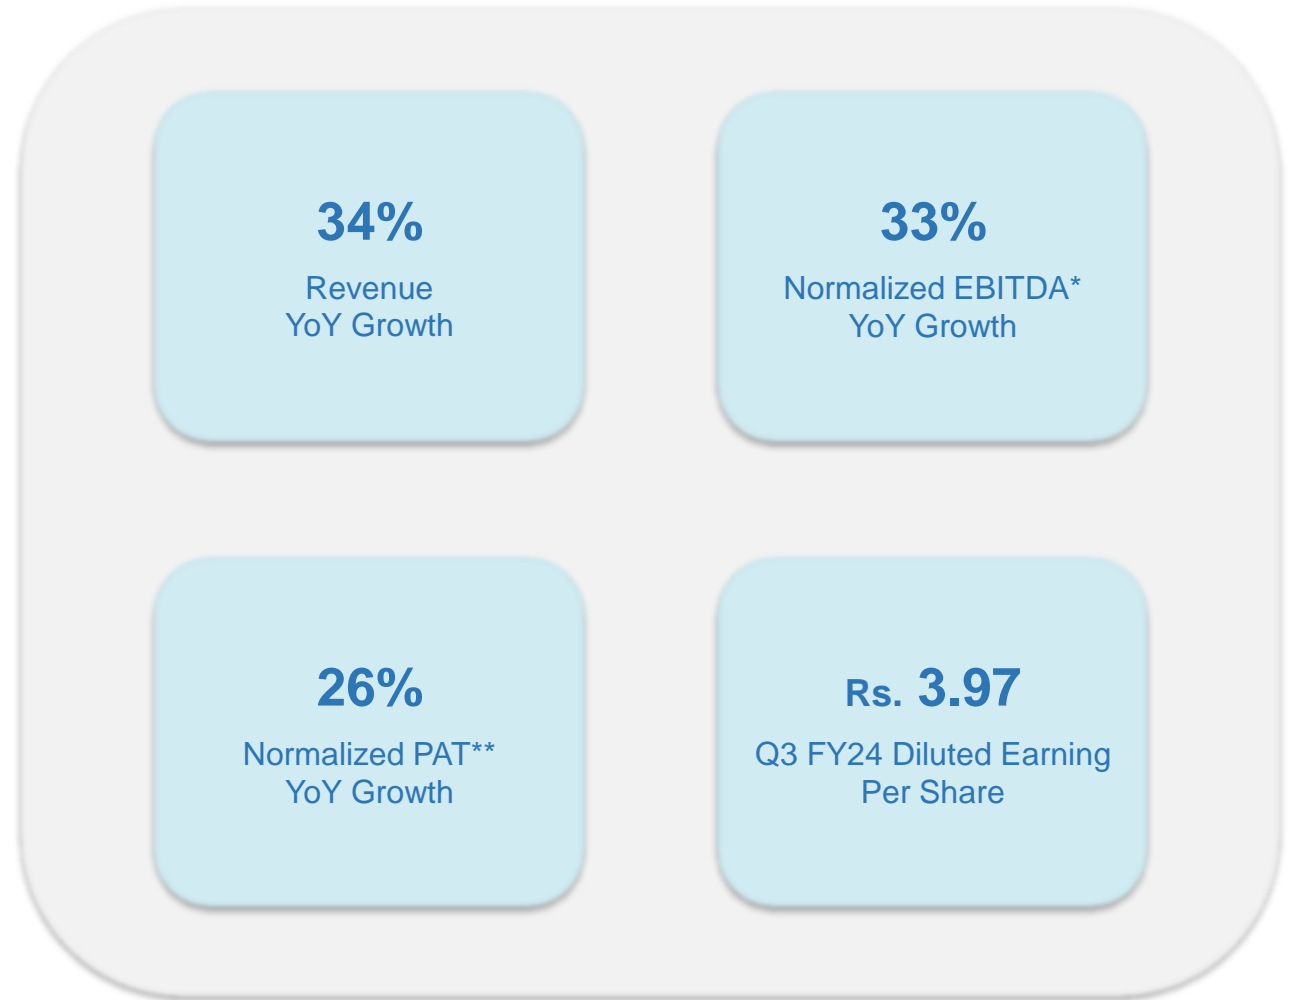 34%
Revenue
YoY Growth
33%
Normalized EBITDA*
YoY Growth
26%
Normalized PAT**
YoY Growth
Rs. 3.97
Q3 FY24 Diluted Earning
Per Share